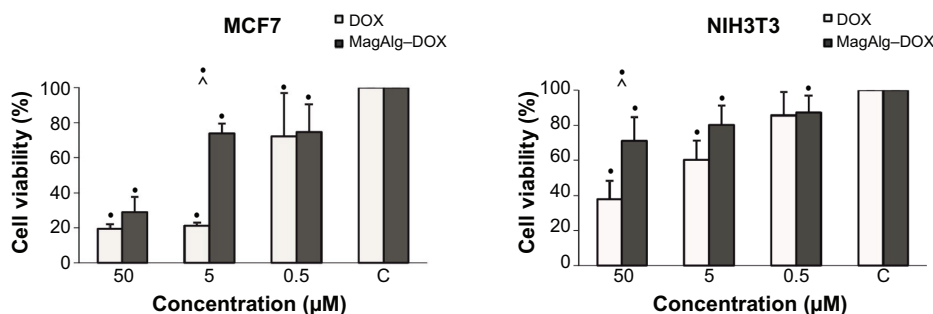 MCF7
DOX
MagAlg–DOX
Cell viability (%)
100
80
60
40
20
0
50
5
0.5
C
Concentration (µM)
NIH3T3
DOX
MagAlg–DOX
Cell viability (%)
100
80
60
40
20
0
50
5
0.5
C
Concentration (µM)